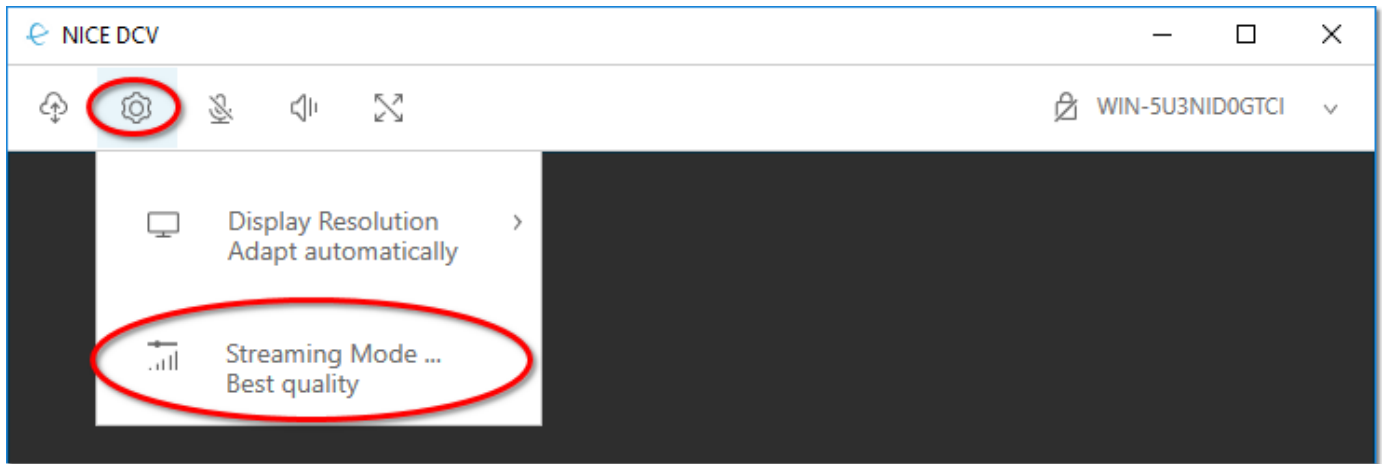 NICE DCV
WIN-5U3NID0GTCI
Display Resolution
Adapt automatically
Streaming Mode ...
Best quality